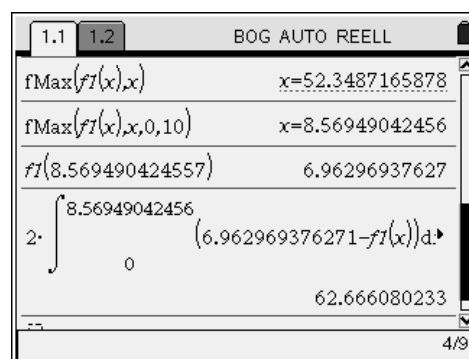 1.1 1.2 BOG AUTO REELL
fMax(f1(x),x) x=52.3487165878
fMax(f1(x),x,0,10) x=8.56949042456
f1(8.569490424557) 6.96296937627
8.56949042456
2· ∫ (6.962969376271-f1(x))dx▸
0
62.666080233
4/9